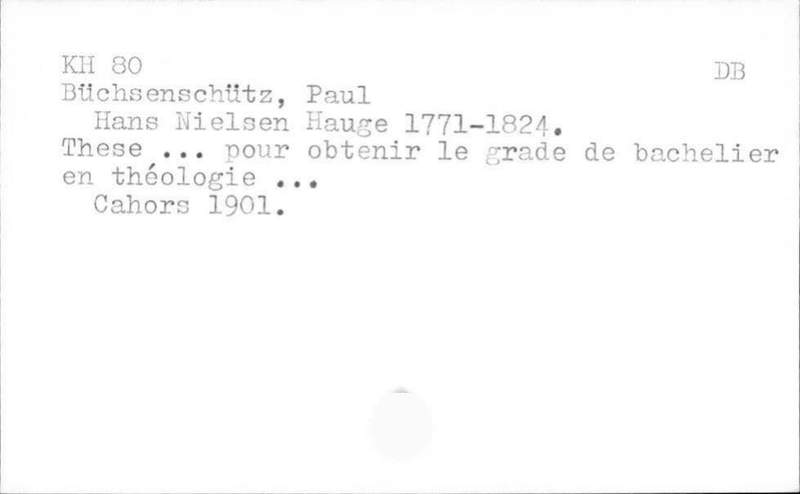 KH 80 DB
Büchsenschütz, Paul
Hans Nielsen Hauge 1771-1824.
These ... pour obtenir le grade de bachelier
en théologie ...
Cahors 1901.